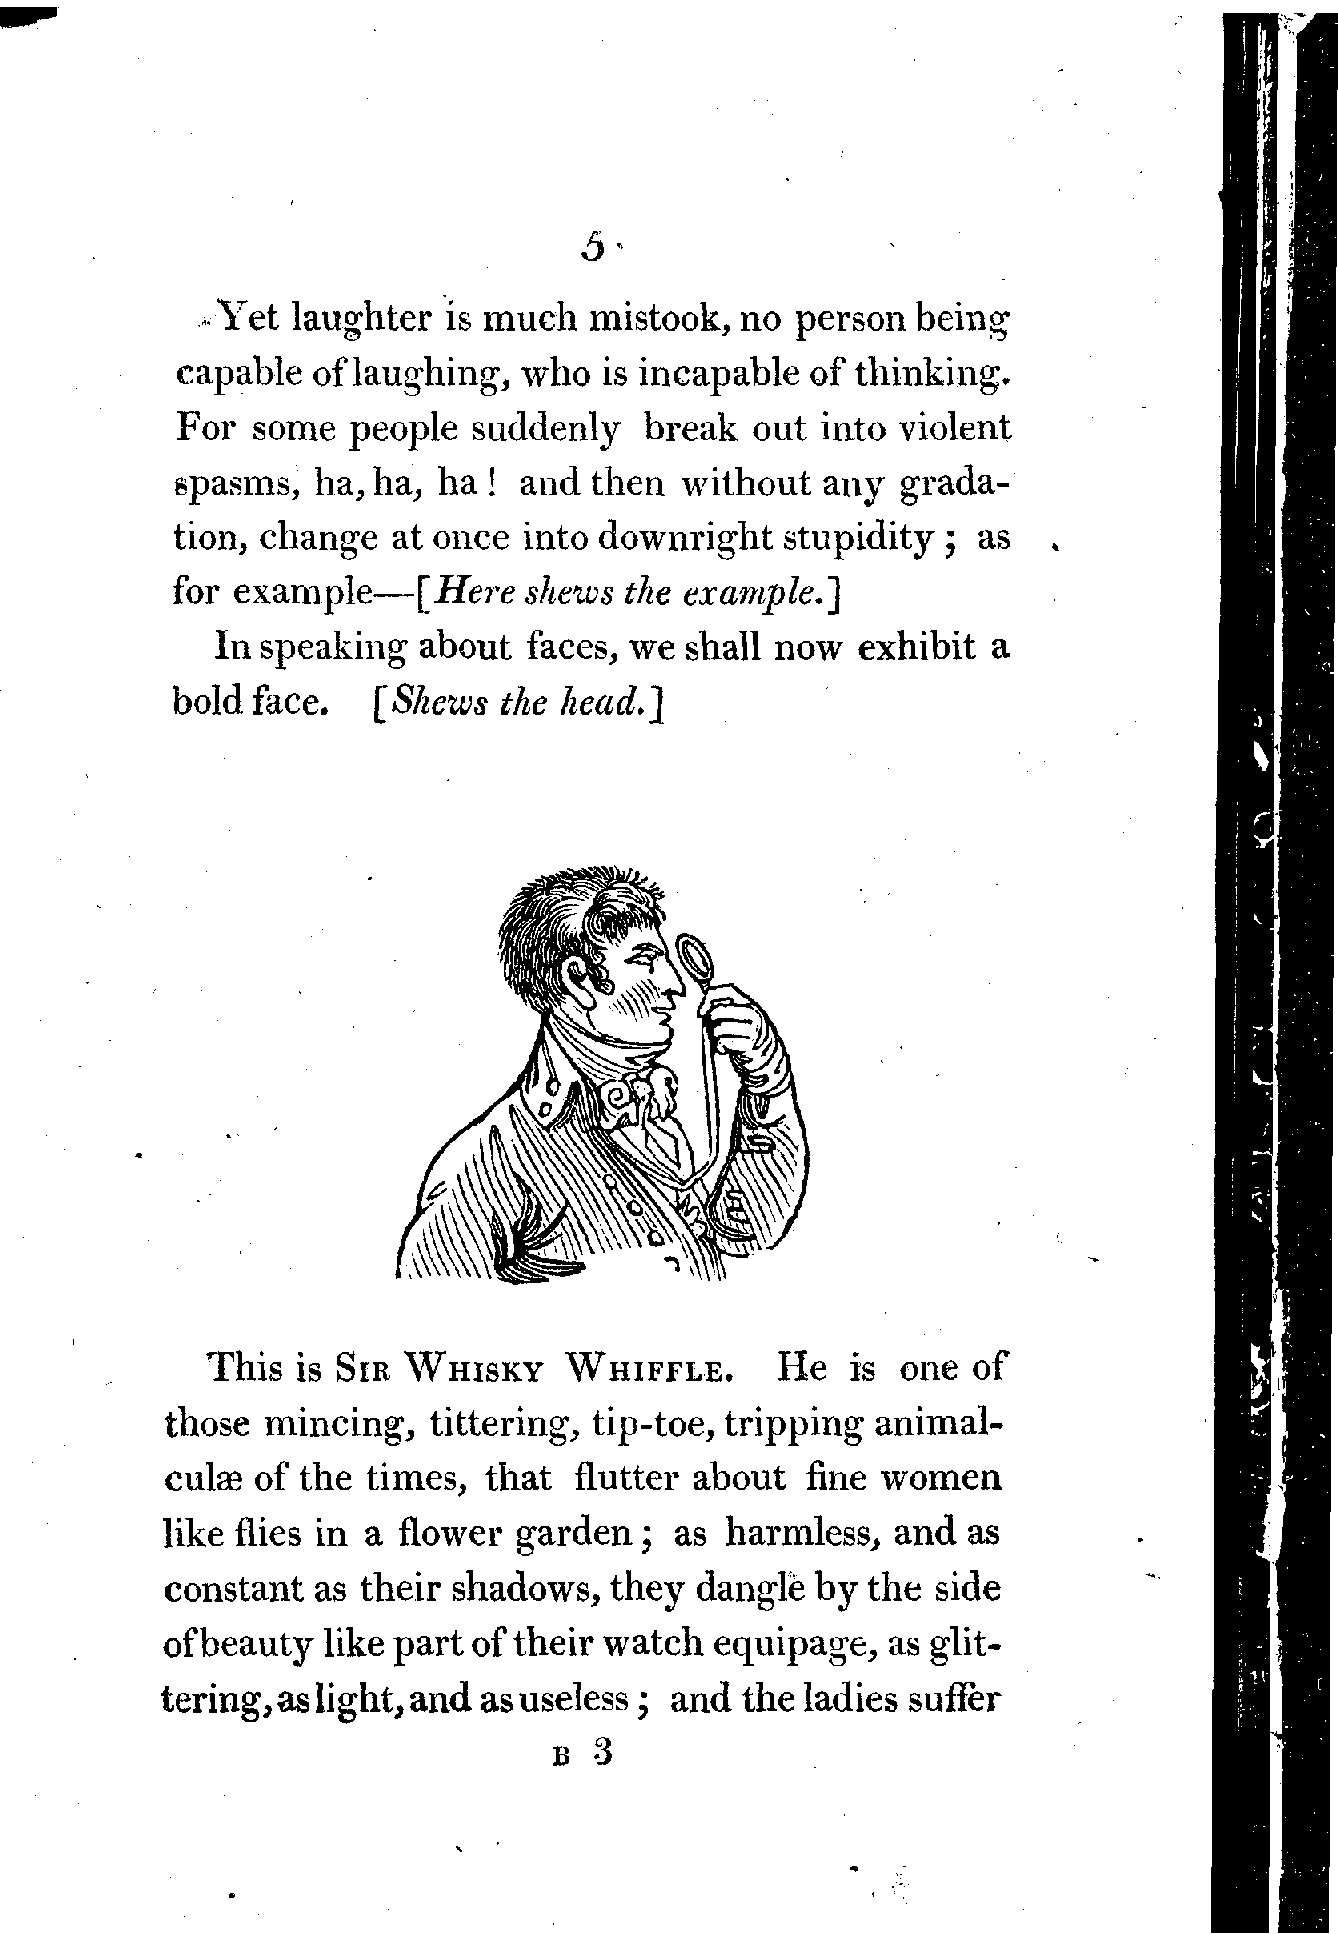 5
Yet laughter is much mistook, no person being
capable of laughing, who is incapable of thinking.
For some people suddenly break out into violent
spasms, ha, ha, ha! and then without any grada-
tion, change at once into downright stupidity; as
for example—[Here shews the example.]
In speaking about faces, we shall now exhibit a
bold face. [Shews the head.]
This is SIR WHISKY WHIFFLE. He is one of
those mincing, tittering, tip-toe, tripping animal-
culæ of the times, that flutter about fine women
like flies in a flower garden; as harmless, and as
constant as their shadows, they dangle by the side
of beauty like part of their watch equipage, as glit-
tering, as light, and as useless; and the ladies suffer
B 3